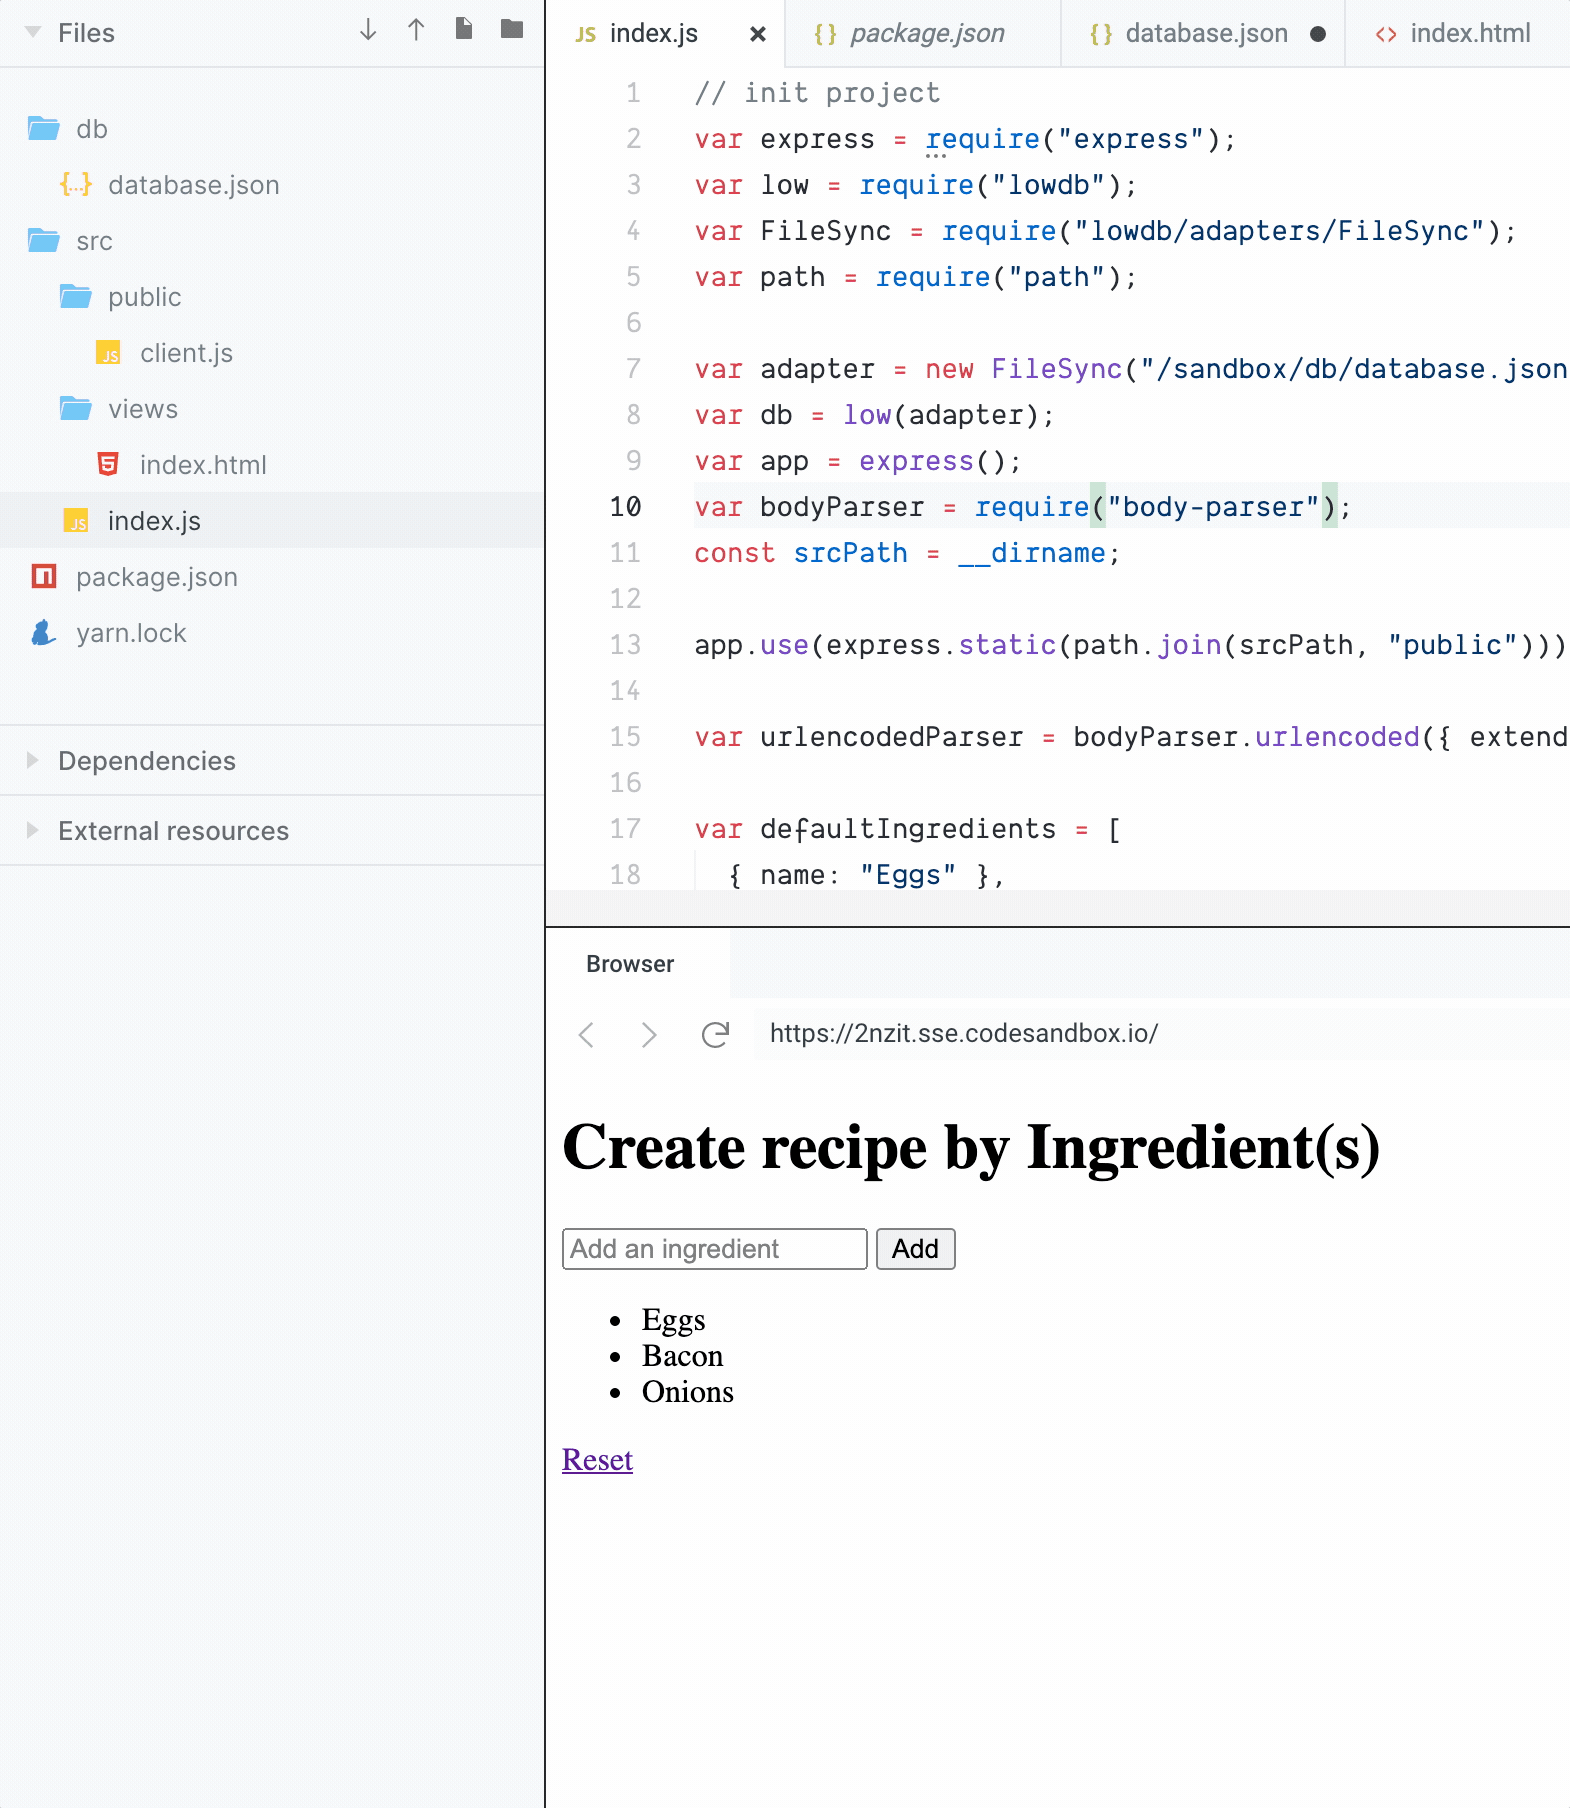 Files
db
database.json
src
public
client.js
views
index.html
index.js
package.json
yarn.lock
Dependencies
External resources
JS index.js
{} package.json
{} database.json
<> index.html
1 // init project
2 var express = require("express");
3 var low = require("lowdb");
4 var FileSync = require("lowdb/adapters/FileSync");
5 var path = require("path");
6
7 var adapter = new FileSync("/sandbox/db/database.json
8 var db = low(adapter);
9 var app = express();
10 var bodyParser = require("body-parser");
11 const srcPath = __dirname;
12
13 app.use(express.static(path.join(srcPath, "public")))
14
15 var urlencodedParser = bodyParser.urlencoded({ extend
16
17 var defaultIngredients = [
18 { name: "Eggs" },
Browser
https://2nzit.sse.codesandbox.io/
Create recipe by Ingredient(s)
Add an ingredient Add
• Eggs
• Bacon
• Onions
Reset